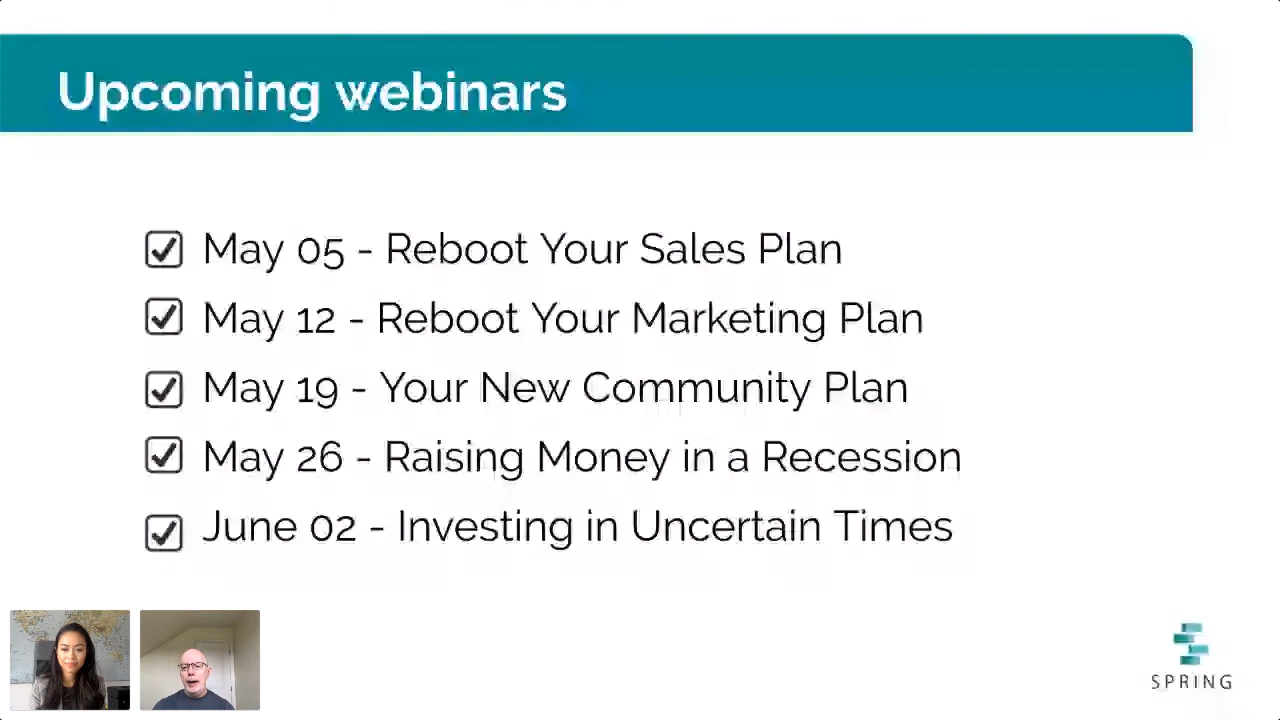 Upcoming webinars
May 05 - Reboot Your Sales Plan
May 12 - Reboot Your Marketing Plan
May 19 - Your New Community Plan
May 26 - Raising Money in a Recession
June 02 - Investing in Uncertain Times
SPRING